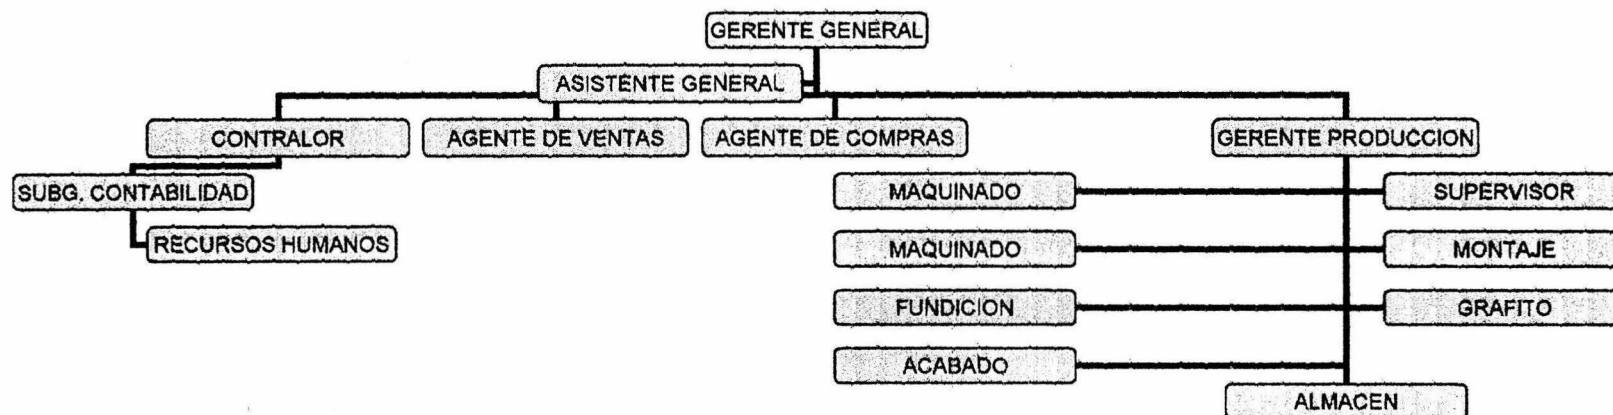 GERENTE GENERAL
ASISTENTE GENERAL
CONTRALOR
AGENTE DE VENTAS
AGENTE DE COMPRAS
GERENTE PRODUCCION
SUBG. CONTABILIDAD
MAQUINADO
SUPERVISOR
RECURSOS HUMANOS
MAQUINADO
MONTAJE
FUNDICION
GRAFITO
ACABADO
ALMACEN